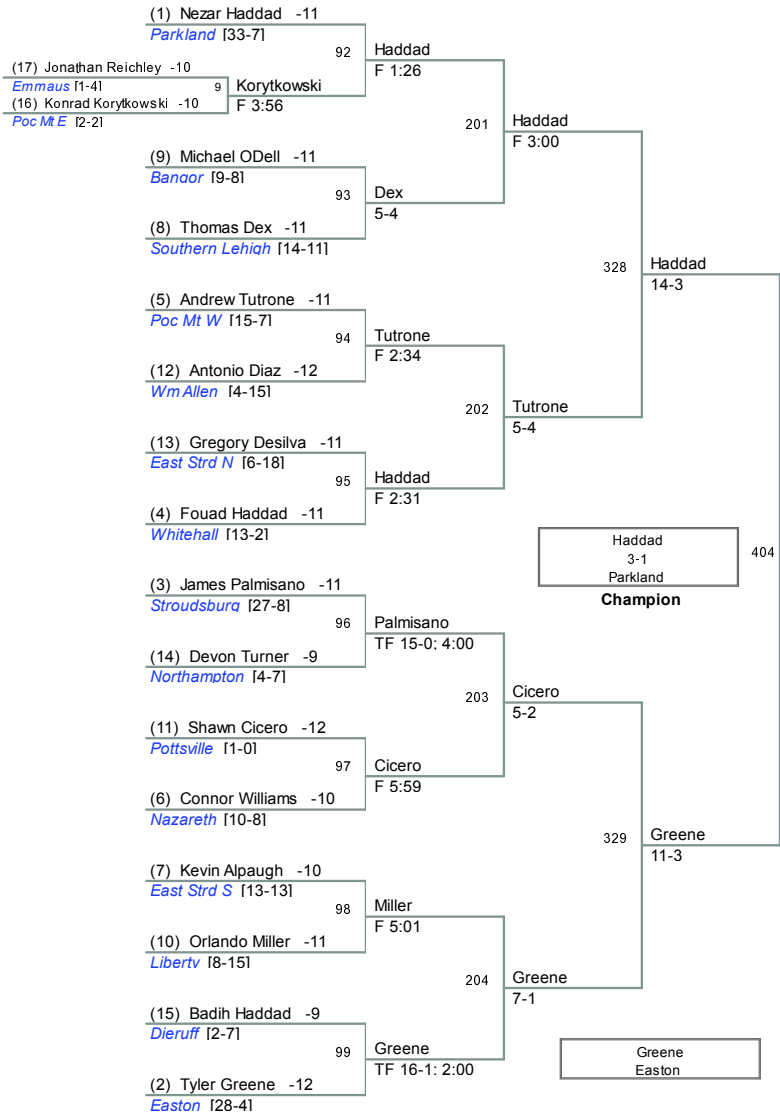 (1) Nezar Haddad -11
Parkland [33-7]
92
Haddad
F 1:26
(17) Jonathan Reichley -10
Emmaus [1-4]
9
Korytkowski
F 3:56
(16) Konrad Korytkowski -10
Poc Mt E [2-2]
201
Haddad
F 3:00
(9) Michael ODell -11
Bangor [9-8]
93
Dex
5-4
(8) Thomas Dex -11
Southern Lehigh [14-11]
328
Haddad
14-3
(5) Andrew Tutrone -11
Poc Mt W [15-7]
94
Tutrone
F 2:34
(12) Antonio Diaz -12
Wm Allen [4-15]
202
Tutrone
5-4
(13) Gregory Desilva -11
East Strd N [6-18]
95
Haddad
F 2:31
(4) Fouad Haddad -11
Whitehall [13-2]
Haddad
3-1
Parkland
404
Champion
(3) James Palmisano -11
Stroudsburg [27-8]
96
Palmisano
TF 15-0; 4:00
(14) Devon Turner -9
Northampton [4-7]
203
Cicero
5-2
(11) Shawn Cicero -12
Pottsville [1-0]
97
Cicero
F 5:59
(6) Connor Williams -10
Nazareth [10-8]
329
Greene
11-3
(7) Kevin Alpaugh -10
East Strd S [13-13]
98
Miller
F 5:01
(10) Orlando Miller -11
Liberty [8-15]
204
Greene
7-1
(15) Badih Haddad -9
Dieruff [2-7]
99
Greene
TF 16-1; 2:00
(2) Tyler Greene -12
Easton [28-4]
Greene
Easton